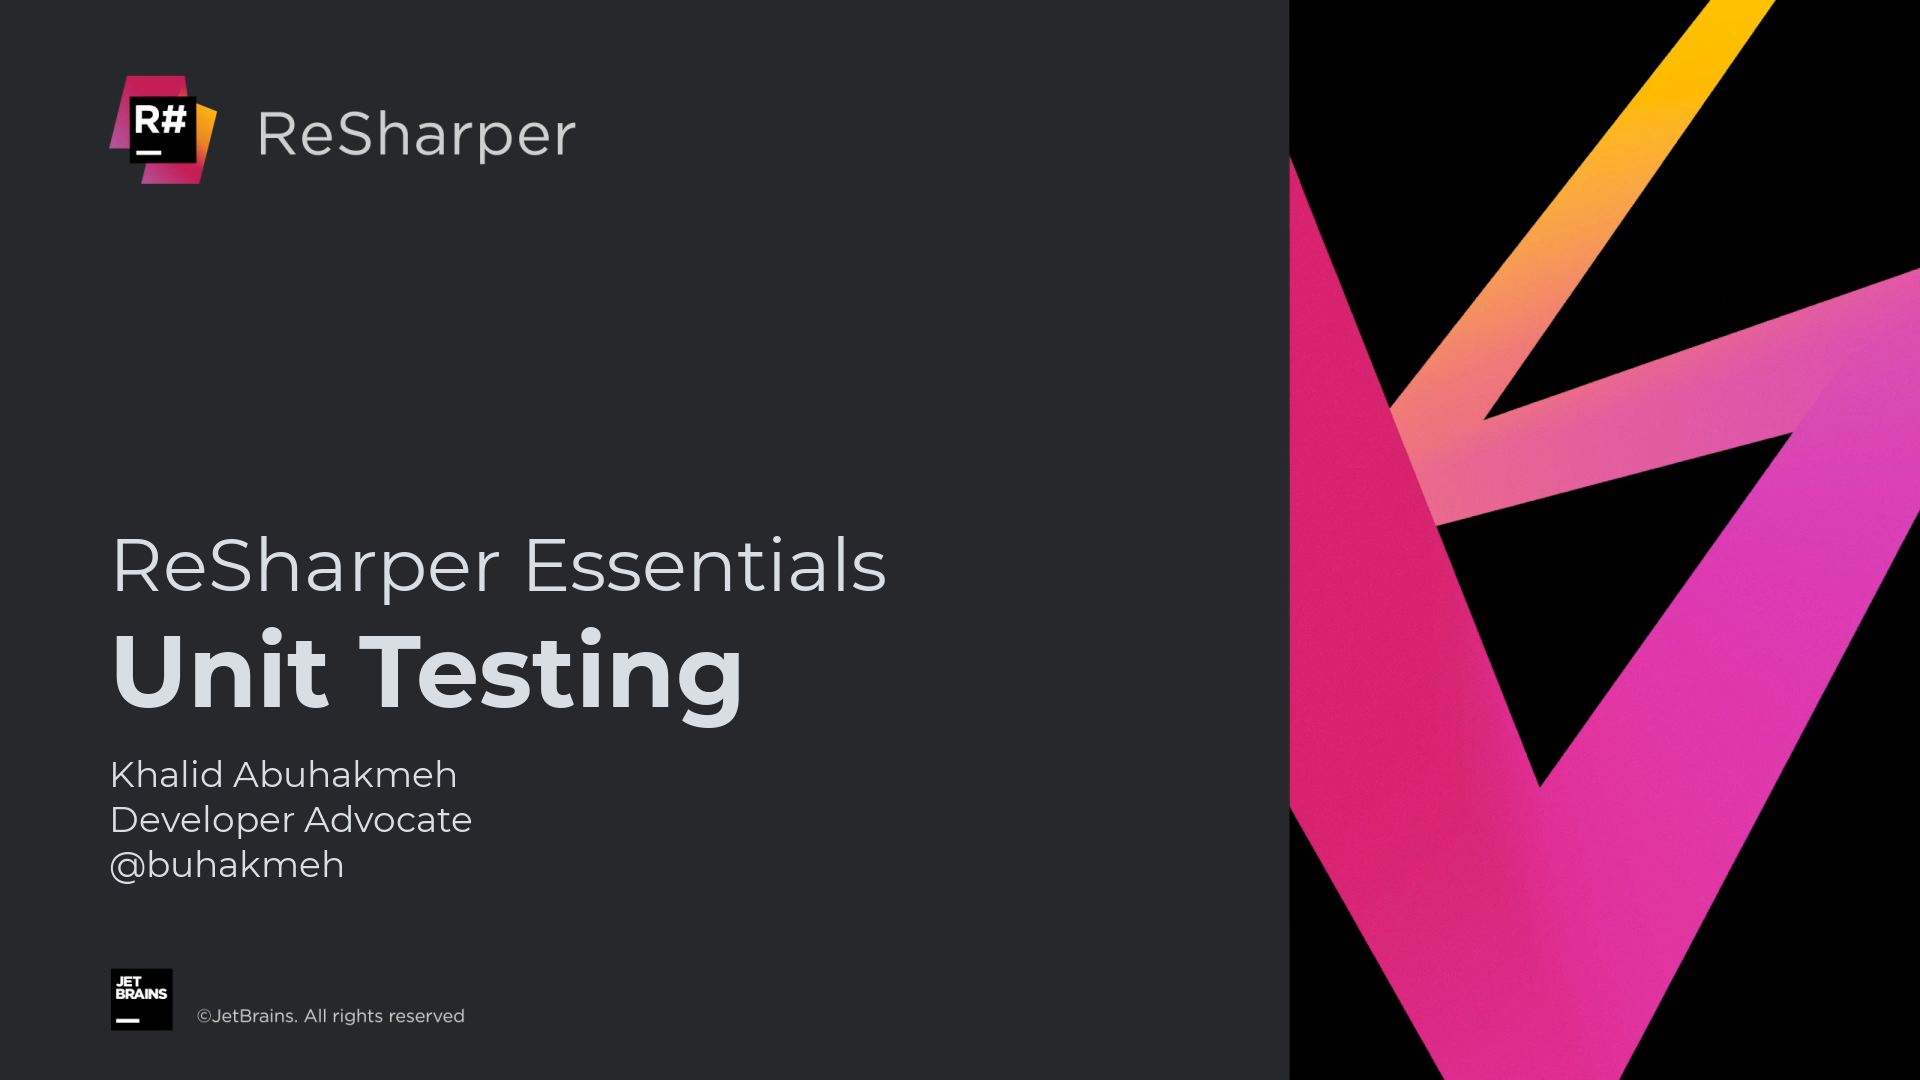 R#
ReSharper
ReSharper Essentials
Unit Testing
Khalid Abuhakmeh
Developer Advocate
@buhakmeh
JET
BRAINS
©JetBrains. All rights reserved